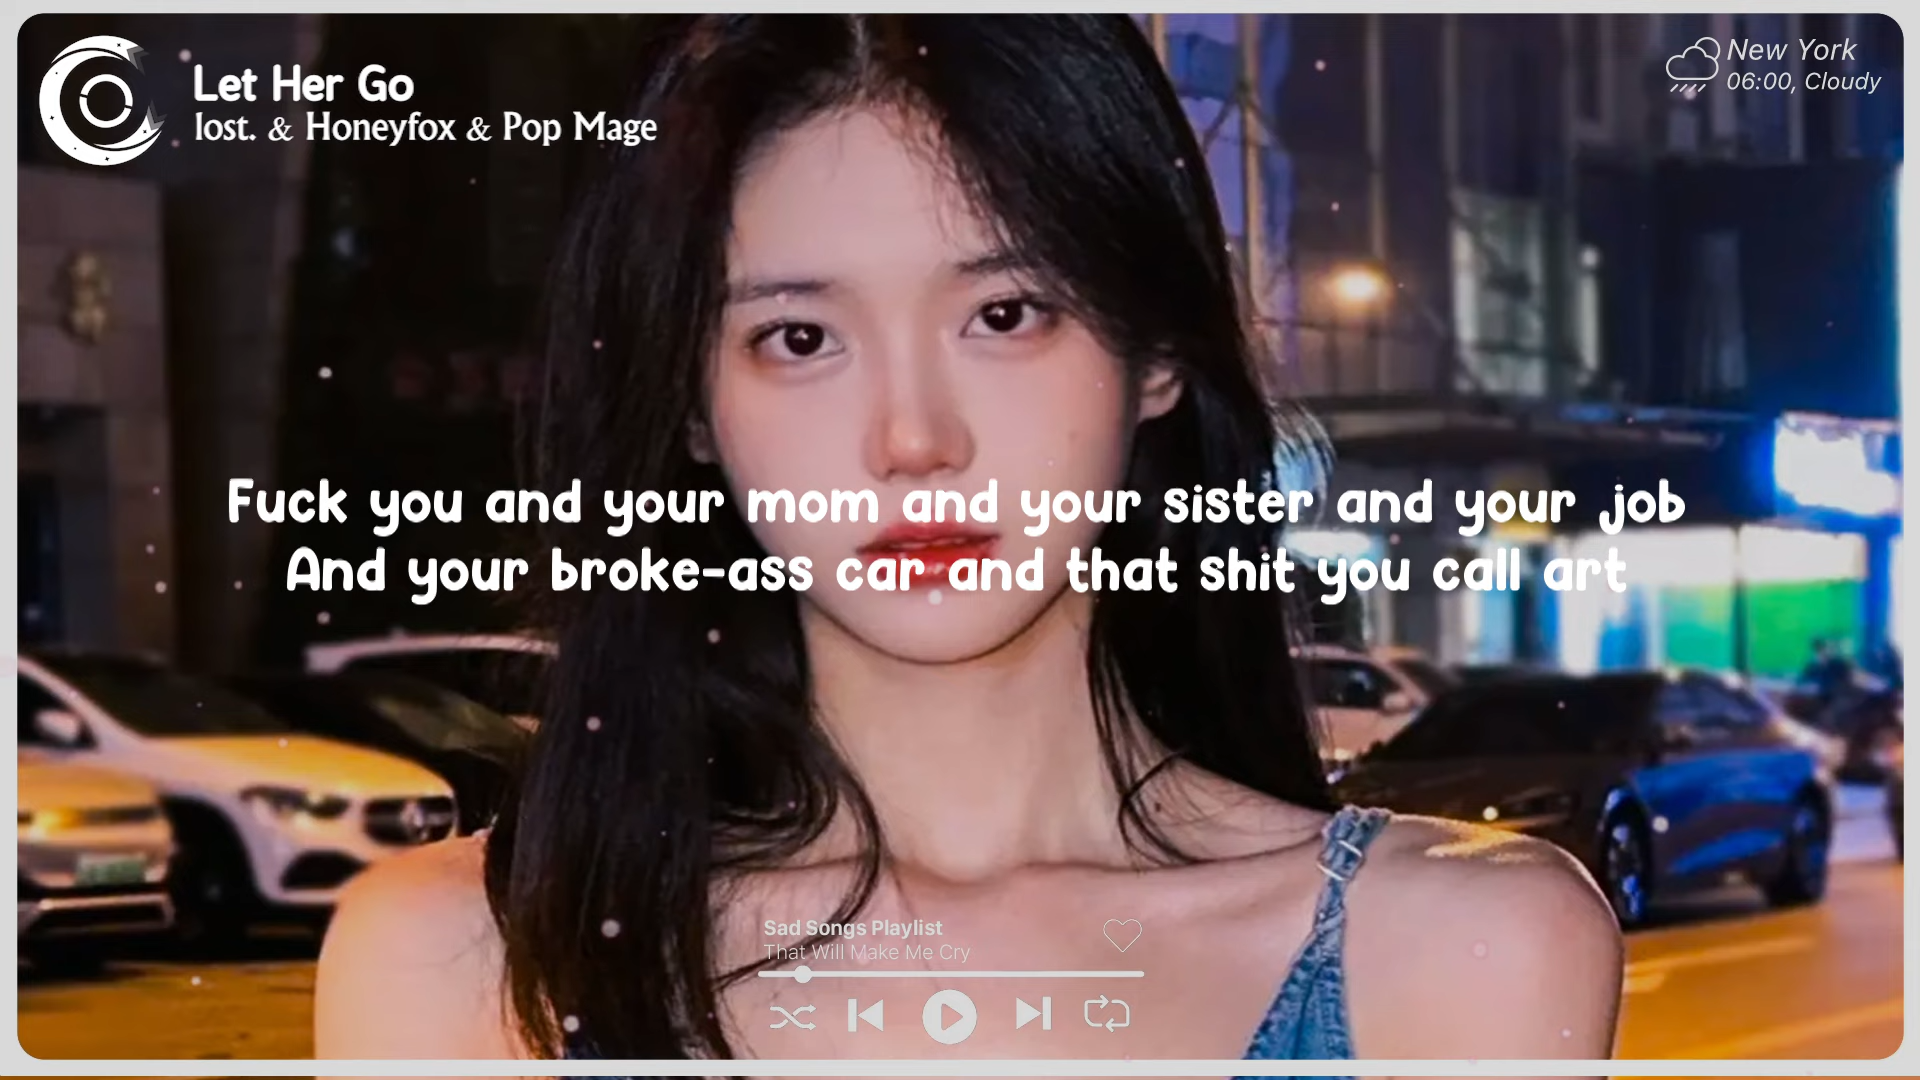 Let Her Go
lost. & Honeyfox & Pop Mage
New York
06:00, Cloudy
Fuck you and your mom and your sister and your job
And your broke-ass car and that shit you call art
Sad Songs Playlist
That Will Make Me Cry